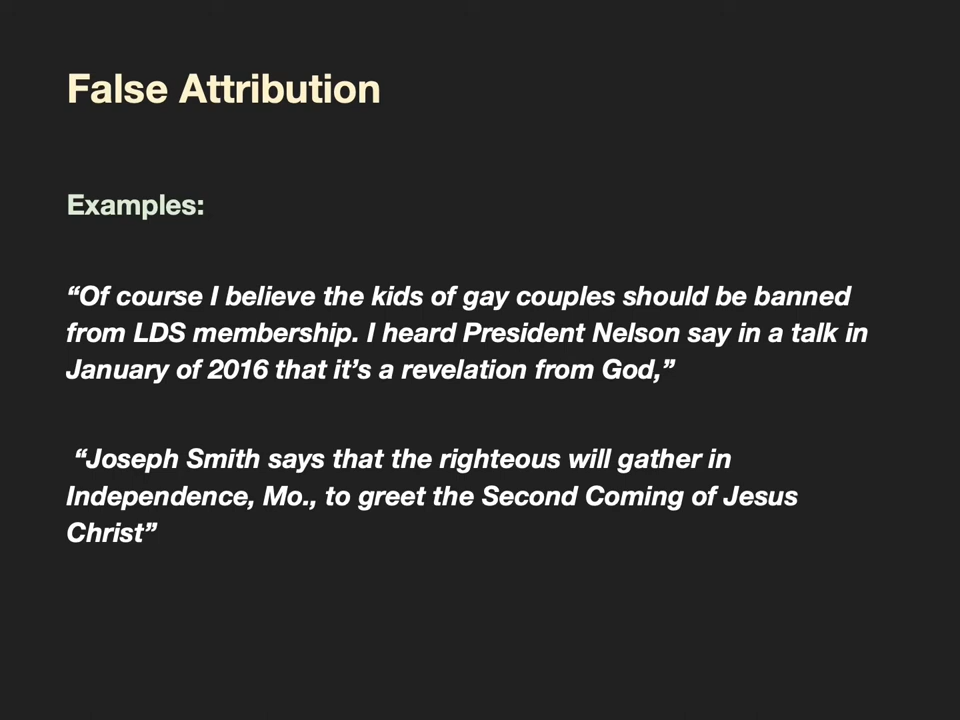 False Attribution
Examples:
“Of course I believe the kids of gay couples should be banned
from LDS membership. I heard President Nelson say in a talk in
January of 2016 that it’s a revelation from God,”
“Joseph Smith says that the righteous will gather in
Independence, Mo., to greet the Second Coming of Jesus
Christ”